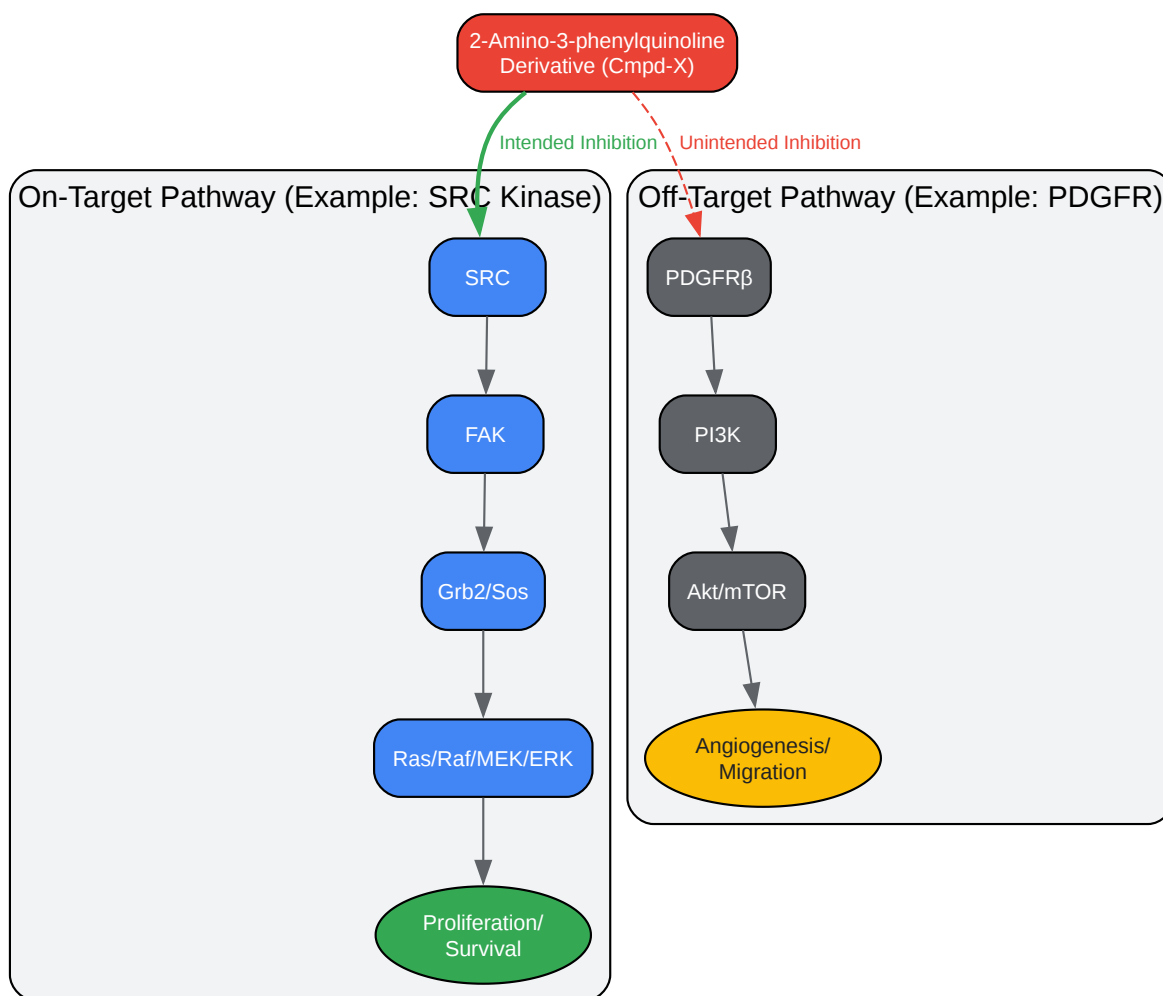 2-Amino-3-phenylquinoline
Derivative (Cmpd-X)
Intended Inhibition
Unintended Inhibition
On-Target Pathway (Example: SRC Kinase)
SRC
FAK
Grb2/Sos
Ras/Raf/MEK/ERK
Proliferation/
Survival
Off-Target Pathway (Example: PDGFR)
PDGFRβ
PI3K
Akt/mTOR
Angiogenesis/
Migration